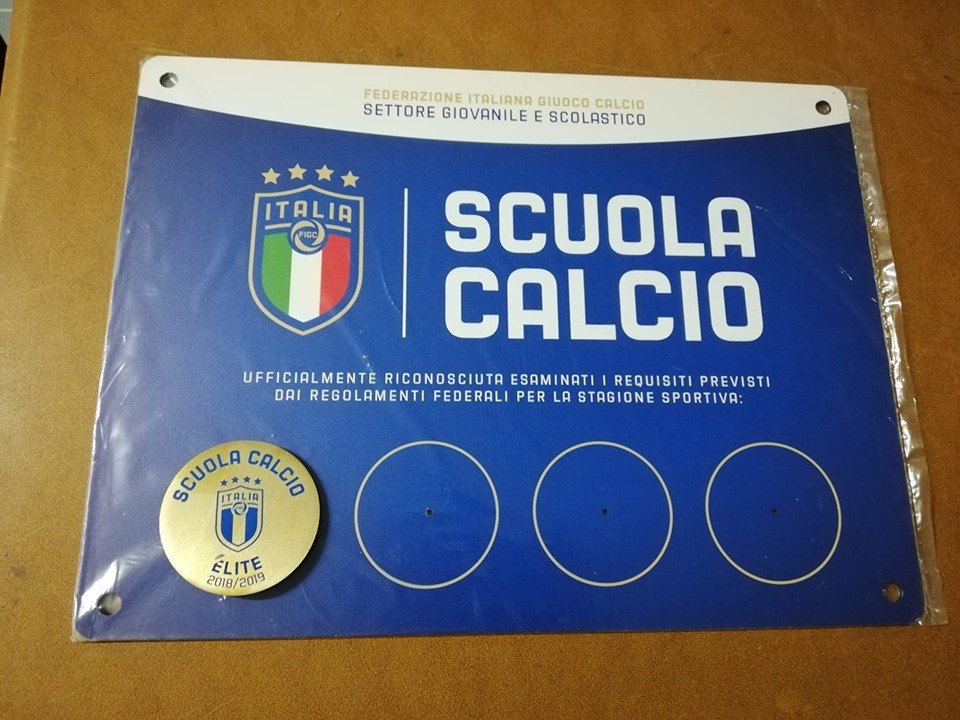 FEDERAZIONE ITALIANA GIUOCO CALCIO
SETTORE GIOVANILE E SCOLASTICO
ITALIA
FIGC
SCUOLA
CALCIO
UFFICIALMENTE RICONOSCIUTA ESAMINATI I REQUISITI PREVISTI
DAI REGOLAMENTI FEDERALI PER LA STAGIONE SPORTIVA:
SCUOLA CALCIO
ITALIA
ÉLITE
2018/2019